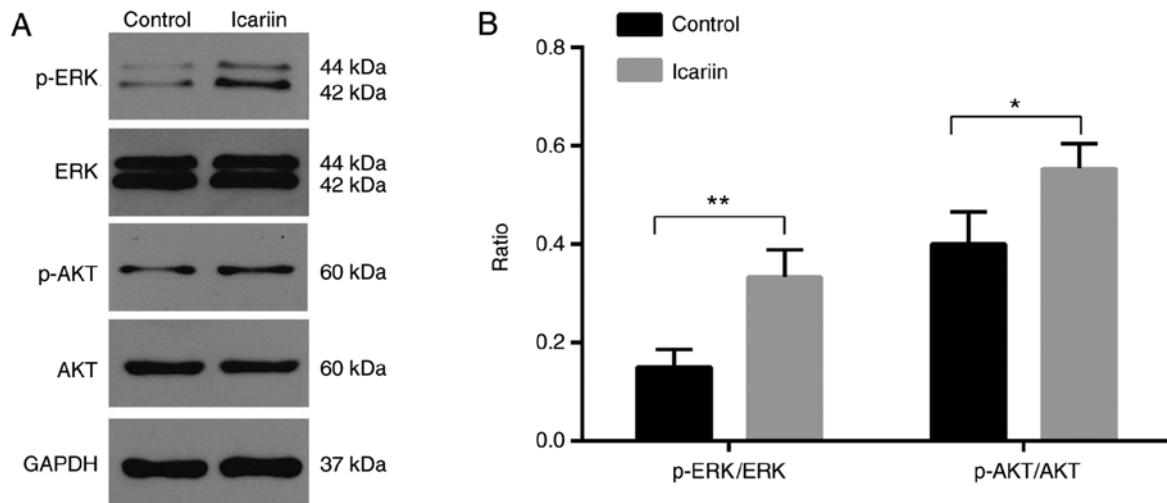 A
Control Icariin
p-ERK
44 kDa
42 kDa
ERK
44 kDa
42 kDa
p-AKT
60 kDa
AKT
60 kDa
GAPDH
37 kDa
B
Control
Icariin
Ratio
0.8
0.6
0.4
0.2
0.0
**
*
p-ERK/ERK
p-AKT/AKT